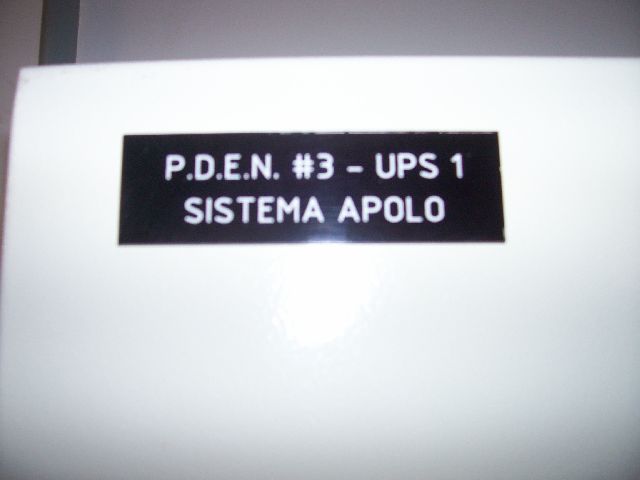 P.D.E.N. #3 - UPS 1
SISTEMA APOLO